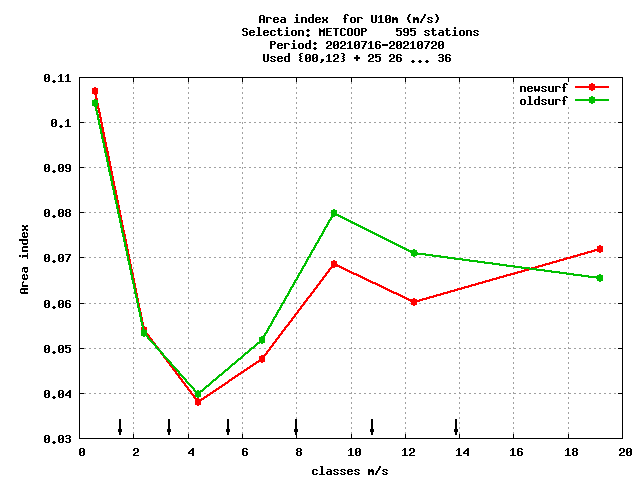 Area index  for U10m (m/s)
Selection: METCOOP    595 stations
Period: 20210716-20210720
Used {00,12} + 25 26 ... 36
newsurf
oldsurf
0.11
0.1
0.09
0.08
0.07
0.06
0.05
0.04
0.03
Area index
0 2 4 6 8 10 12 14 16 18 20
classes m/s